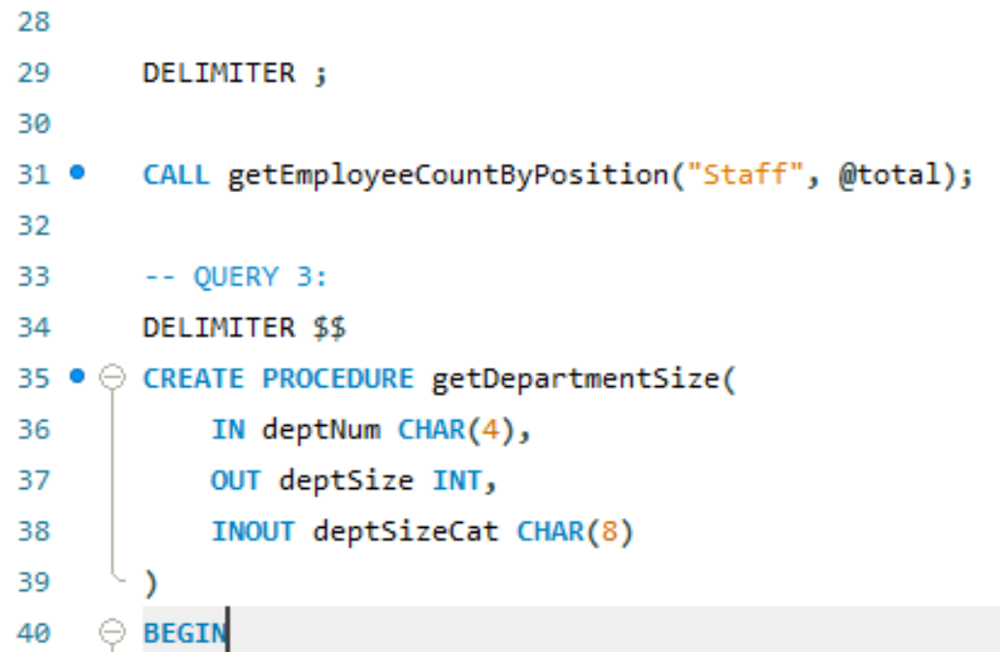 28
29 DELIMITER ;
30
31 CALL getEmployeeCountByPosition("Staff", @total);
32
33 -- QUERY 3:
34 DELIMITER $$
35 CREATE PROCEDURE getDepartmentSize(
36 IN deptNum CHAR(4),
37 OUT deptSize INT,
38 INOUT deptSizeCat CHAR(8)
39 )
40 BEGIN